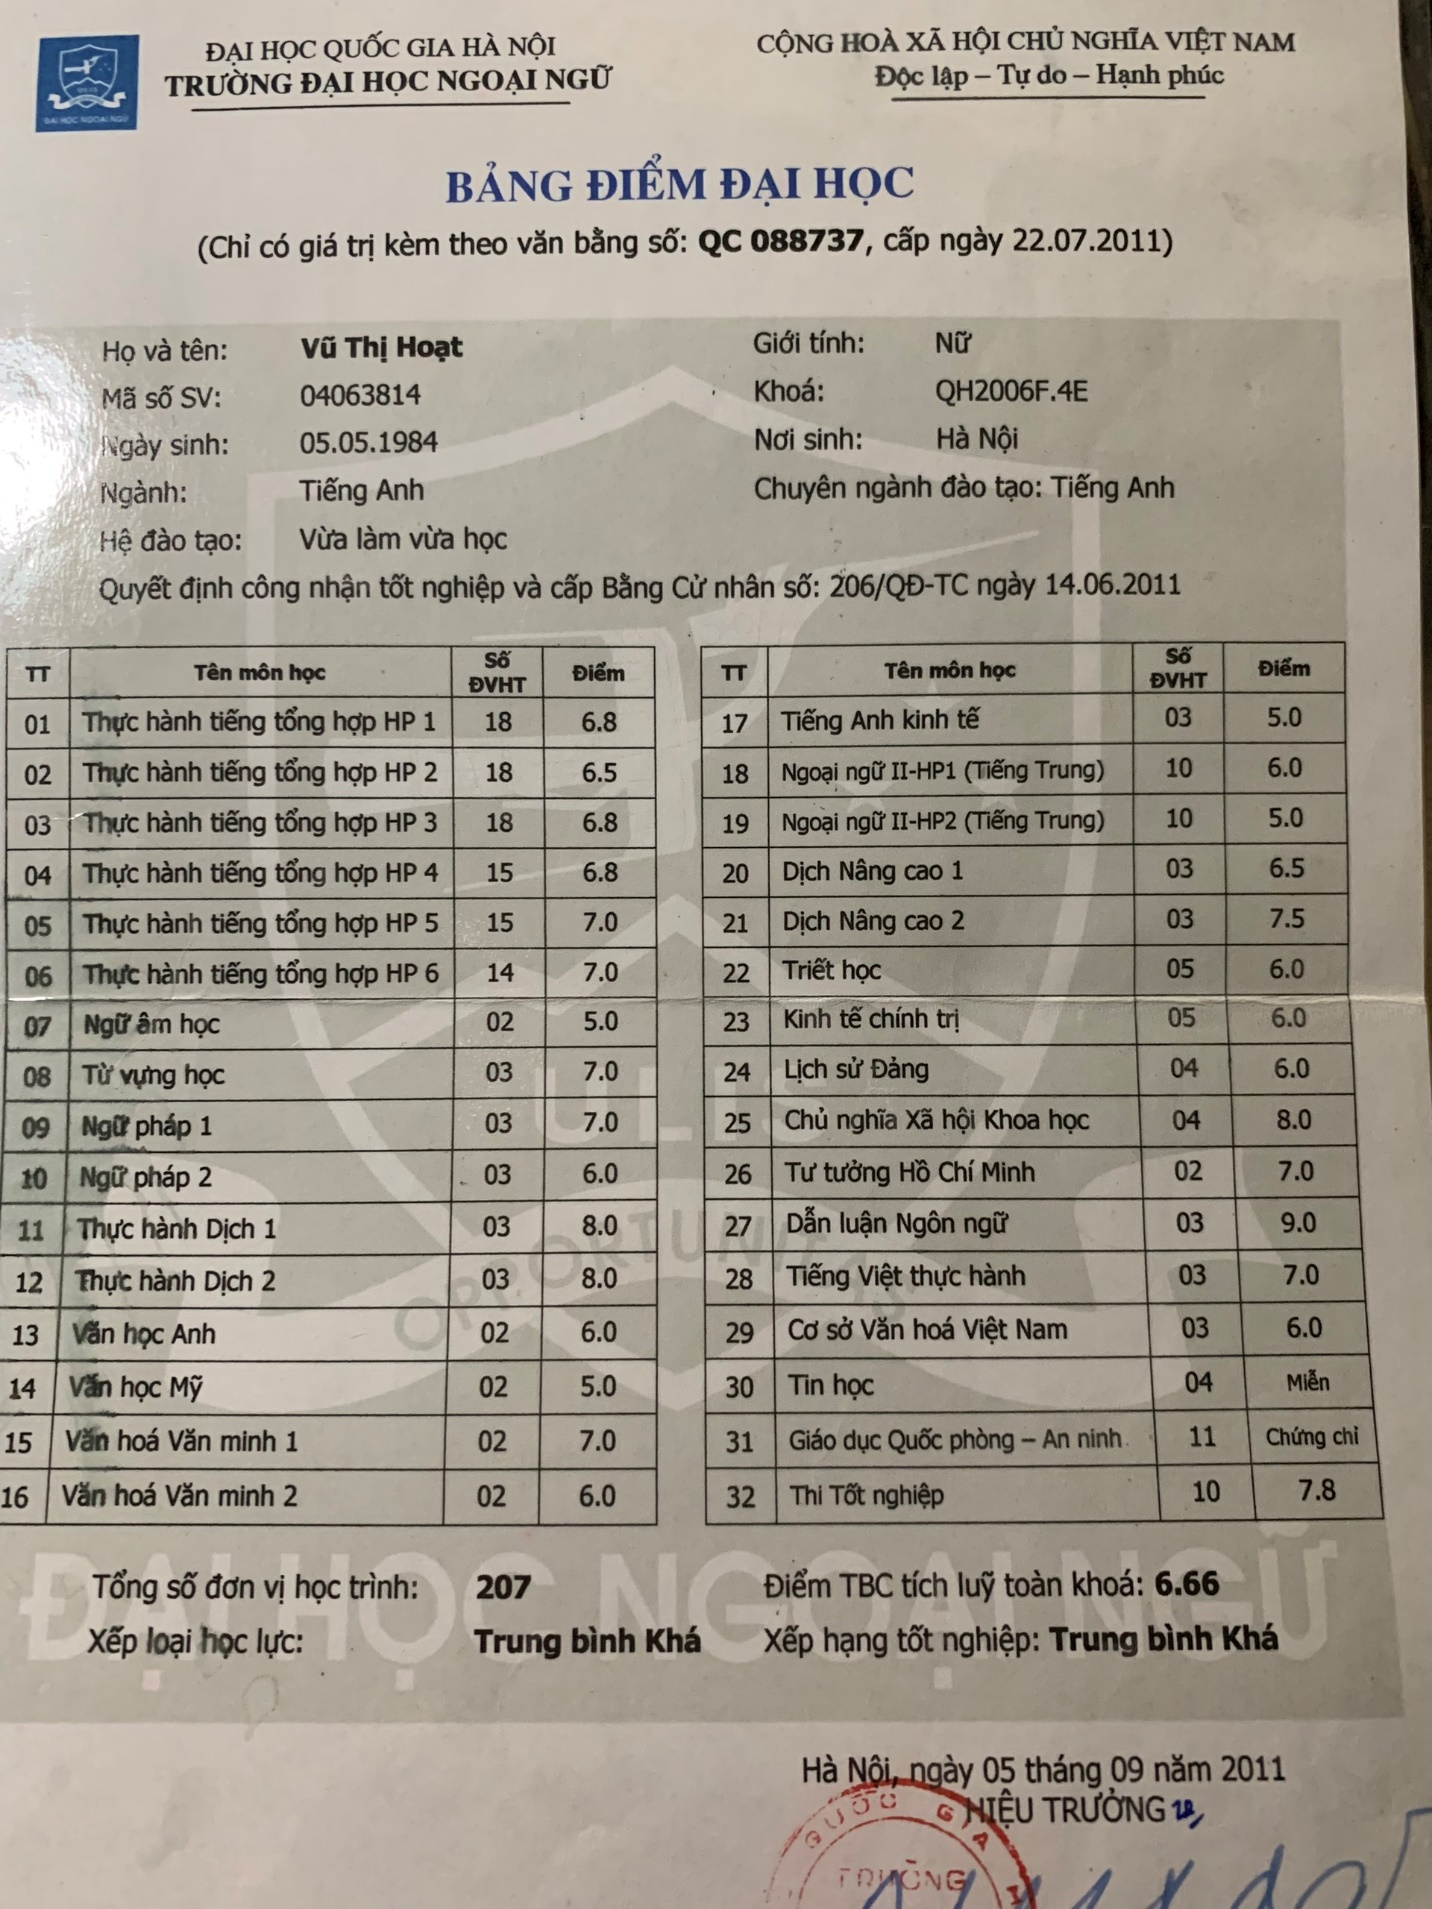 ĐẠI HỌC QUỐC GIA HÀ NỘI
TRƯỜNG ĐẠI HỌC NGOẠI NGỮ
CỘNG HOÀ XÃ HỘI CHỦ NGHĨA VIỆT NAM
Độc lập – Tự do – Hạnh phúc
ĐẠI HỌC NGOẠI NGỮ
BẢNG ĐIỂM ĐẠI HỌC
(Chỉ có giá trị kèm theo văn bằng số: QC 088737, cấp ngày 22.07.2011)
Họ và tên: Vũ Thị Hoạt Giới tính: Nữ
Mã số SV: 04063814 Khoá: QH2006F.4E
Ngày sinh: 05.05.1984 Nơi sinh: Hà Nội
Ngành: Tiếng Anh Chuyên ngành đào tạo: Tiếng Anh
Hệ đào tạo: Vừa làm vừa học
Quyết định công nhận tốt nghiệp và cấp Bằng Cử nhân số: 206/QĐ-TC ngày 14.06.2011
TT Tên môn học Số ĐVHT Điểm
01 Thực hành tiếng tổng hợp HP 1 18 6.8
02 Thực hành tiếng tổng hợp HP 2 18 6.5
03 Thực hành tiếng tổng hợp HP 3 18 6.8
04 Thực hành tiếng tổng hợp HP 4 15 6.8
05 Thực hành tiếng tổng hợp HP 5 15 7.0
06 Thực hành tiếng tổng hợp HP 6 14 7.0
07 Ngữ âm học 02 5.0
08 Từ vựng học 03 7.0
09 Ngữ pháp 1 03 7.0
10 Ngữ pháp 2 03 6.0
11 Thực hành Dịch 1 03 8.0
12 Thực hành Dịch 2 03 8.0
13 Văn học Anh 02 6.0
14 Văn học Mỹ 02 5.0
15 Văn hoá Văn minh 1 02 7.0
16 Văn hoá Văn minh 2 02 6.0
TT Tên môn học Số ĐVHT Điểm
17 Tiếng Anh kinh tế 03 5.0
18 Ngoại ngữ II-HP1 (Tiếng Trung) 10 6.0
19 Ngoại ngữ II-HP2 (Tiếng Trung) 10 5.0
20 Dịch Nâng cao 1 03 6.5
21 Dịch Nâng cao 2 03 7.5
22 Triết học 05 6.0
23 Kinh tế chính trị 05 6.0
24 Lịch sử Đảng 04 6.0
25 Chủ nghĩa Xã hội Khoa học 04 8.0
26 Tư tưởng Hồ Chí Minh 02 7.0
27 Dẫn luận Ngôn ngữ 03 9.0
28 Tiếng Việt thực hành 03 7.0
29 Cơ sở Văn hoá Việt Nam 03 6.0
30 Tin học 04 Miễn
31 Giáo dục Quốc phòng – An ninh 11 Chứng chỉ
32 Thi Tốt nghiệp 10 7.8
ULIS
ĐẠI HỌC NGOẠI NGỮ
Tổng số đơn vị học trình: 207 Điểm TBC tích luỹ toàn khoá: 6.66
Xếp loại học lực: Trung bình Khá Xếp hạng tốt nghiệp: Trung bình Khá
Hà Nội, ngày 05 tháng 09 năm 2011
HIỆU TRƯỞNG
QUỐC GIA
TRƯỜNG